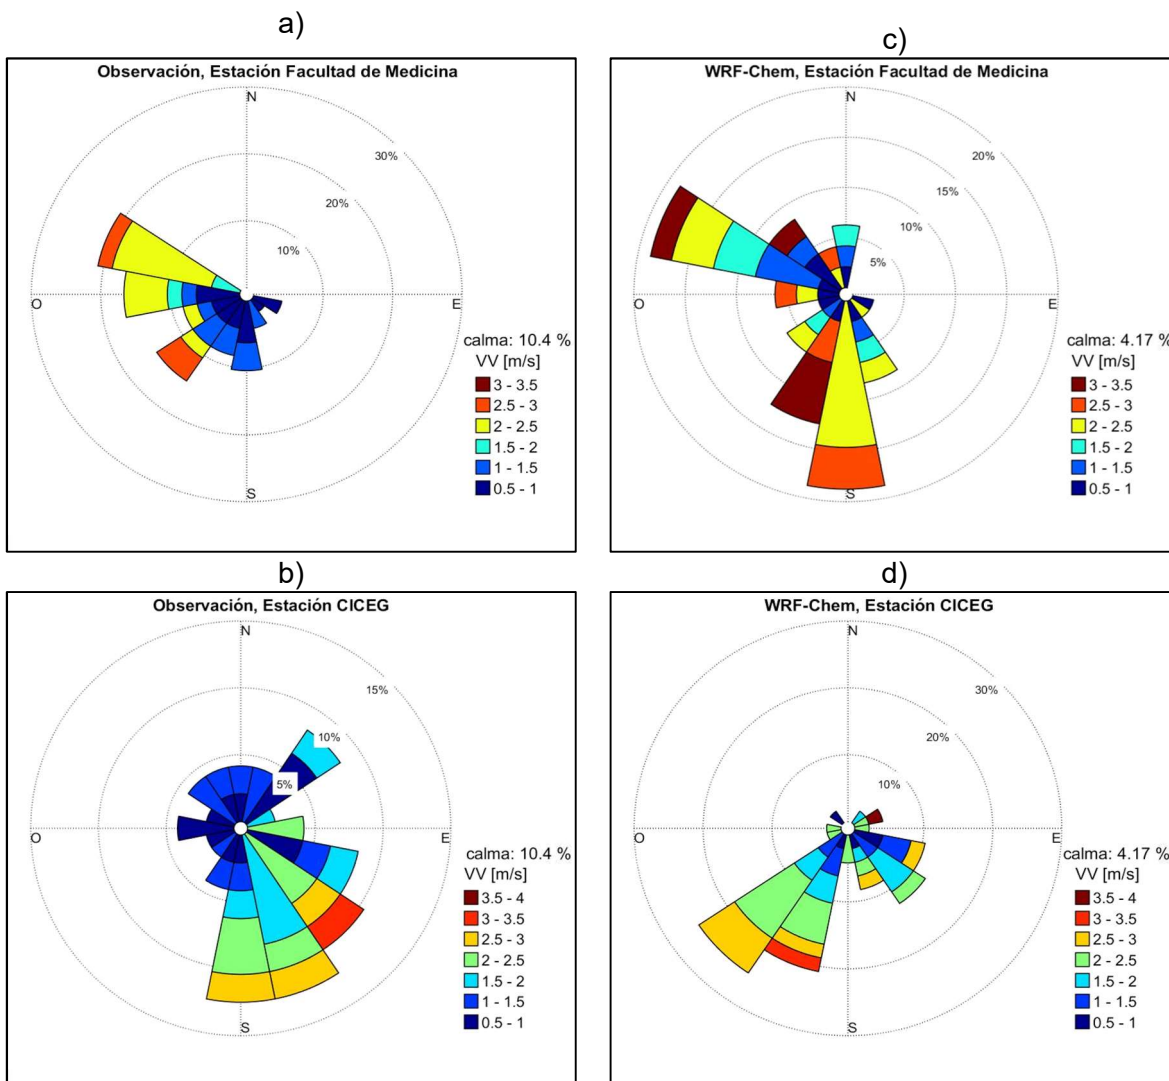 a)
Observación, Estación Facultad de Medicina
N
30%
20%
10%
O
E
S
calma: 10.4 %
VV [m/s]
3 - 3.5
2.5 - 3
2 - 2.5
1.5 - 2
1 - 1.5
0.5 - 1
c)
WRF-Chem, Estación Facultad de Medicina
N
20%
15%
10%
5%
O
E
S
calma: 4.17 %
VV [m/s]
3 - 3.5
2.5 - 3
2 - 2.5
1.5 - 2
1 - 1.5
0.5 - 1
b)
Observación, Estación CICEG
N
15%
10%
5%
O
E
S
calma: 10.4 %
VV [m/s]
3.5 - 4
3 - 3.5
2.5 - 3
2 - 2.5
1.5 - 2
1 - 1.5
0.5 - 1
d)
WRF-Chem, Estación CICEG
N
30%
20%
10%
O
E
S
calma: 4.17 %
VV [m/s]
3.5 - 4
3 - 3.5
2.5 - 3
2 - 2.5
1.5 - 2
1 - 1.5
0.5 - 1